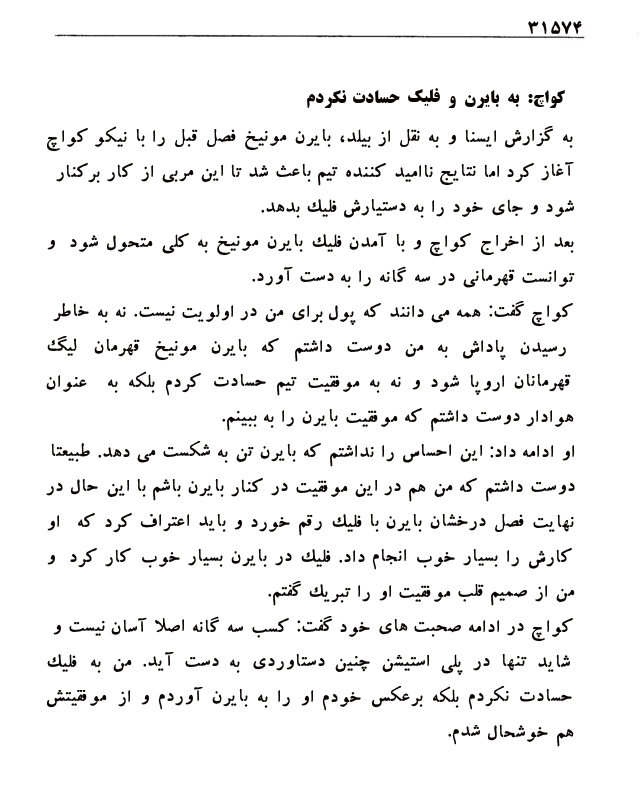 ۳۱۵۷۴
کواچ: به بایرن و فلیک حسادت نکردم
به گزارش ایسنا و به نقل از بیلد، بایرن مونیخ فصل قبل را با نیکو کواچ
آغاز کرد اما نتایج ناامید کننده تیم باعث شد تا این مربی از کار برکنار
شود و جای خود را به دستیارش فلیک بدهد.
بعد از اخراج کواچ و با آمدن فلیک بایرن مونیخ به کلی متحول شود و
توانست قهرمانی در سه گانه را به دست آورد.
کواچ گفت: همه می دانند که پول برای من در اولویت نیست. نه به خاطر
رسیدن پاداش به من دوست داشتم که بایرن مونیخ قهرمان لیگ
قهرمانان اروپا شود و نه به موفقیت تیم حسادت کردم بلکه به عنوان
هوادار دوست داشتم که موفقیت بایرن را به ببینم.
او ادامه داد: این احساس را نداشتم که بایرن تن به شکست می دهد. طبیعتا
دوست داشتم که من هم در این موفقیت در کنار بایرن باشم با این حال در
نهایت فصل درخشان بایرن با فلیک رقم خورد و باید اعتراف کرد که او
کارش را بسیار خوب انجام داد. فلیک در بایرن بسیار خوب کار کرد و
من از صمیم قلب موفقیت او را تبریک گفتم.
کواچ در ادامه صحبت های خود گفت: کسب سه گانه اصلا آسان نیست و
شاید تنها در پلی استیشن چنین دستاوردی به دست آید. من به فلیک
حسادت نکردم بلکه برعکس خودم او را به بایرن آوردم و از موفقیتش
هم خوشحال شدم.